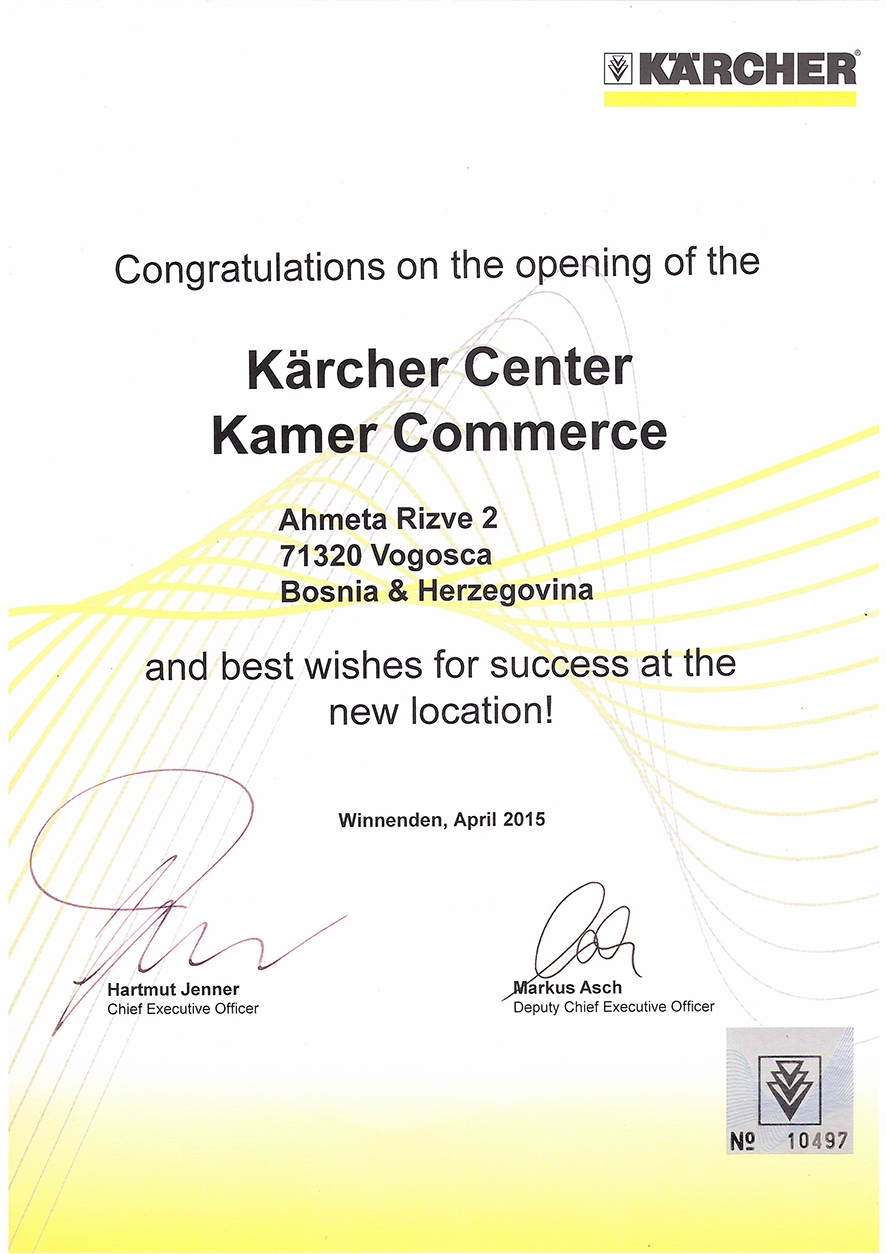 KÄRCHER®
Congratulations on the opening of the
Kärcher Center
Kamer Commerce
Ahmeta Rizve 2
71320 Vogosca
Bosnia & Herzegovina
and best wishes for success at the
new location!
Winnenden, April 2015
Hartmut Jenner
Chief Executive Officer
Markus Asch
Deputy Chief Executive Officer
Nº 10497